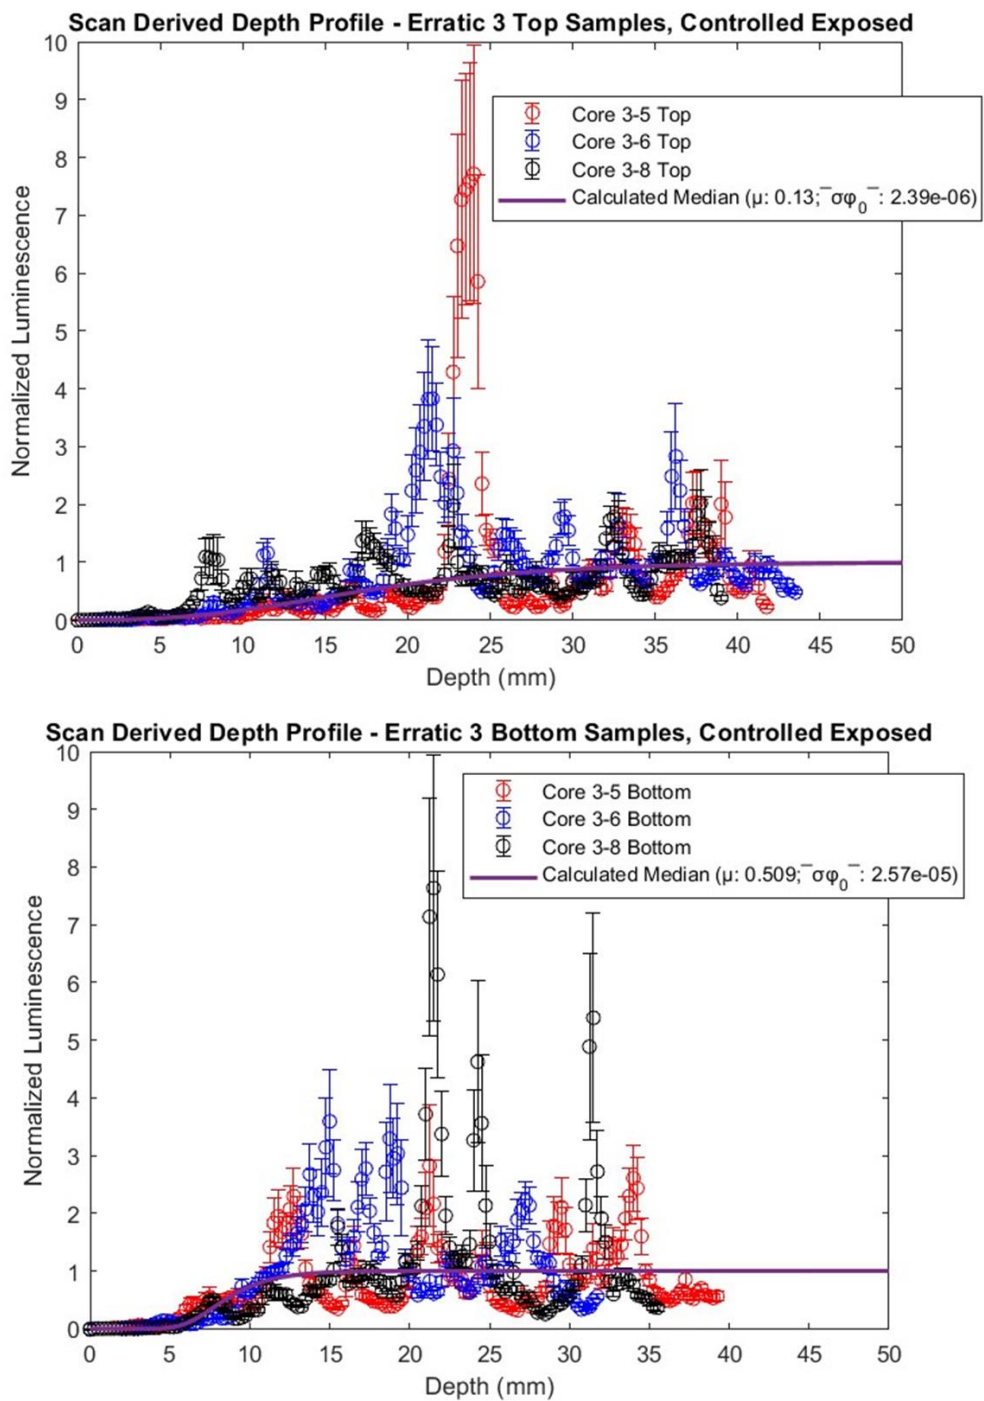 Scan Derived Depth Profile - Erratic 3 Top Samples, Controlled Exposed
10
9
8
7
6
5
4
3
2
1
0
Normalized Luminescence
Core 3-5 Top
Core 3-6 Top
Core 3-8 Top
Calculated Median (μ: 0.13;¯σφ0¯: 2.39e-06)
0 5 10 15 20 25 30 35 40 45 50
Depth (mm)
Scan Derived Depth Profile - Erratic 3 Bottom Samples, Controlled Exposed
10
9
8
7
6
5
4
3
2
1
0
Normalized Luminescence
Core 3-5 Bottom
Core 3-6 Bottom
Core 3-8 Bottom
Calculated Median (μ: 0.509;¯σφ0¯: 2.57e-05)
0 5 10 15 20 25 30 35 40 45 50
Depth (mm)